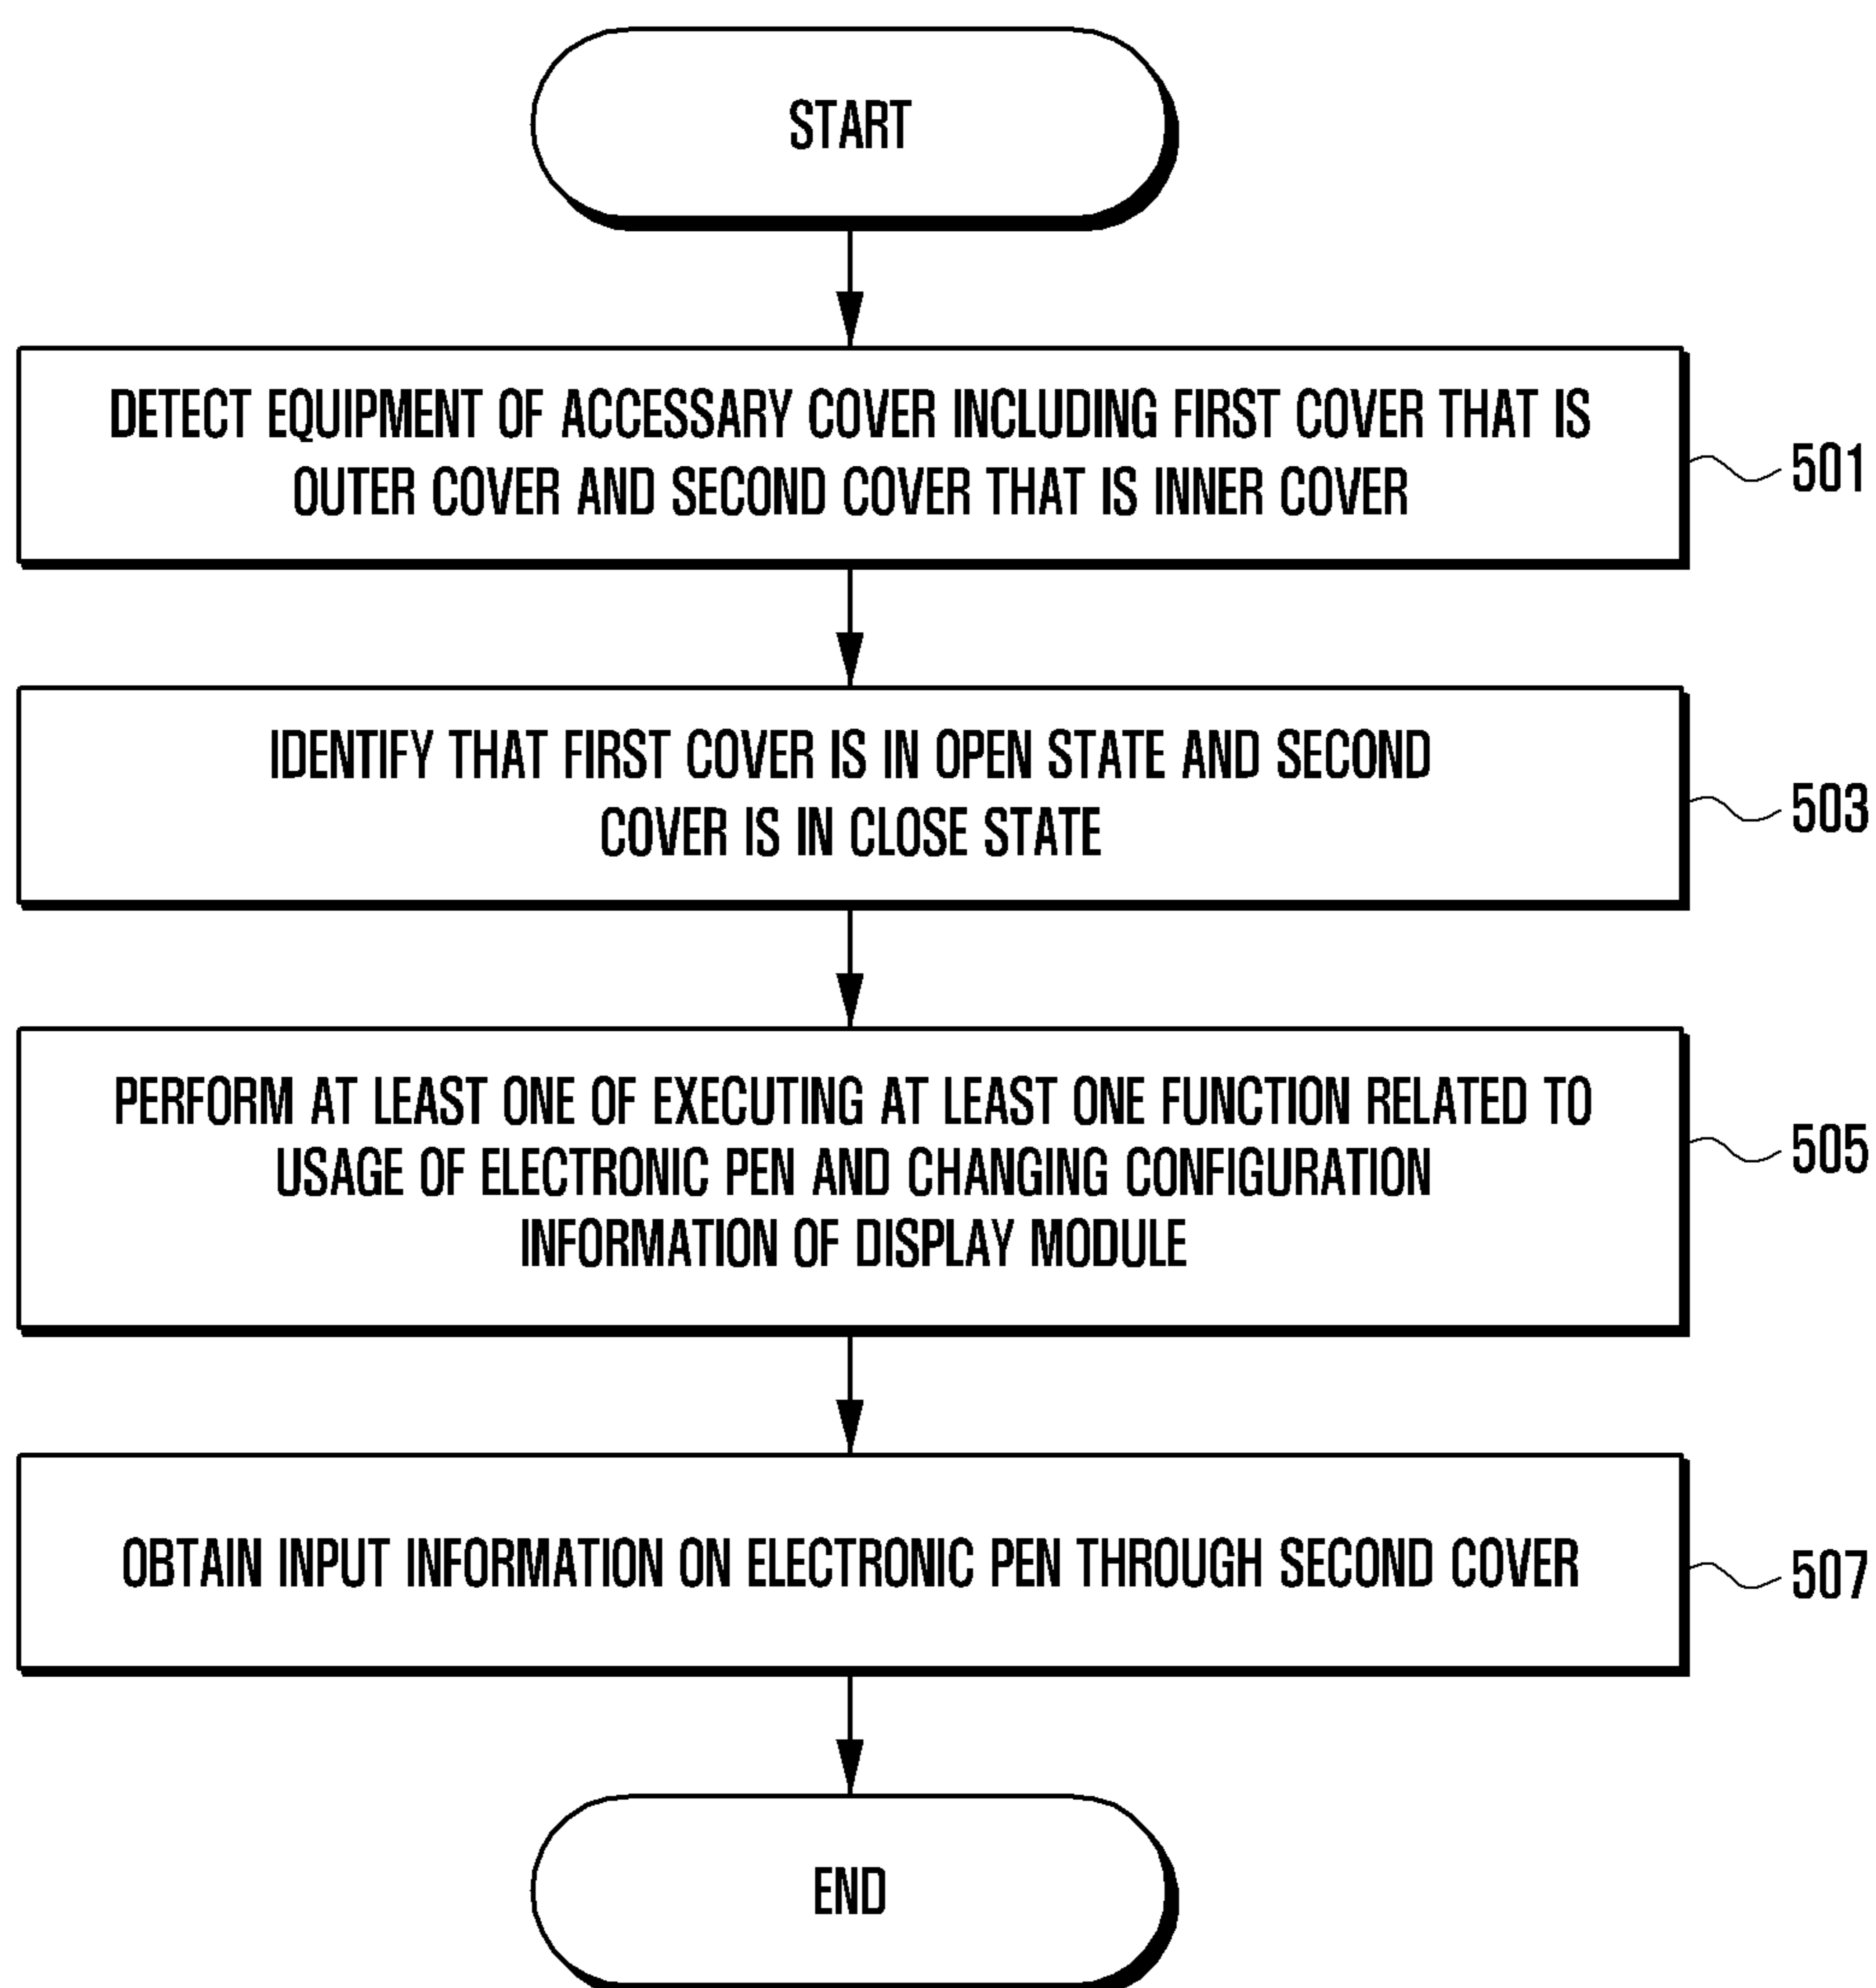 START
DETECT EQUIPMENT OF ACCESSARY COVER INCLUDING FIRST COVER THAT IS
OUTER COVER AND SECOND COVER THAT IS INNER COVER
501
IDENTIFY THAT FIRST COVER IS IN OPEN STATE AND SECOND
COVER IS IN CLOSE STATE
503
PERFORM AT LEAST ONE OF EXECUTING AT LEAST ONE FUNCTION RELATED TO
USAGE OF ELECTRONIC PEN AND CHANGING CONFIGURATION
INFORMATION OF DISPLAY MODULE
505
OBTAIN INPUT INFORMATION ON ELECTRONIC PEN THROUGH SECOND COVER
507
END